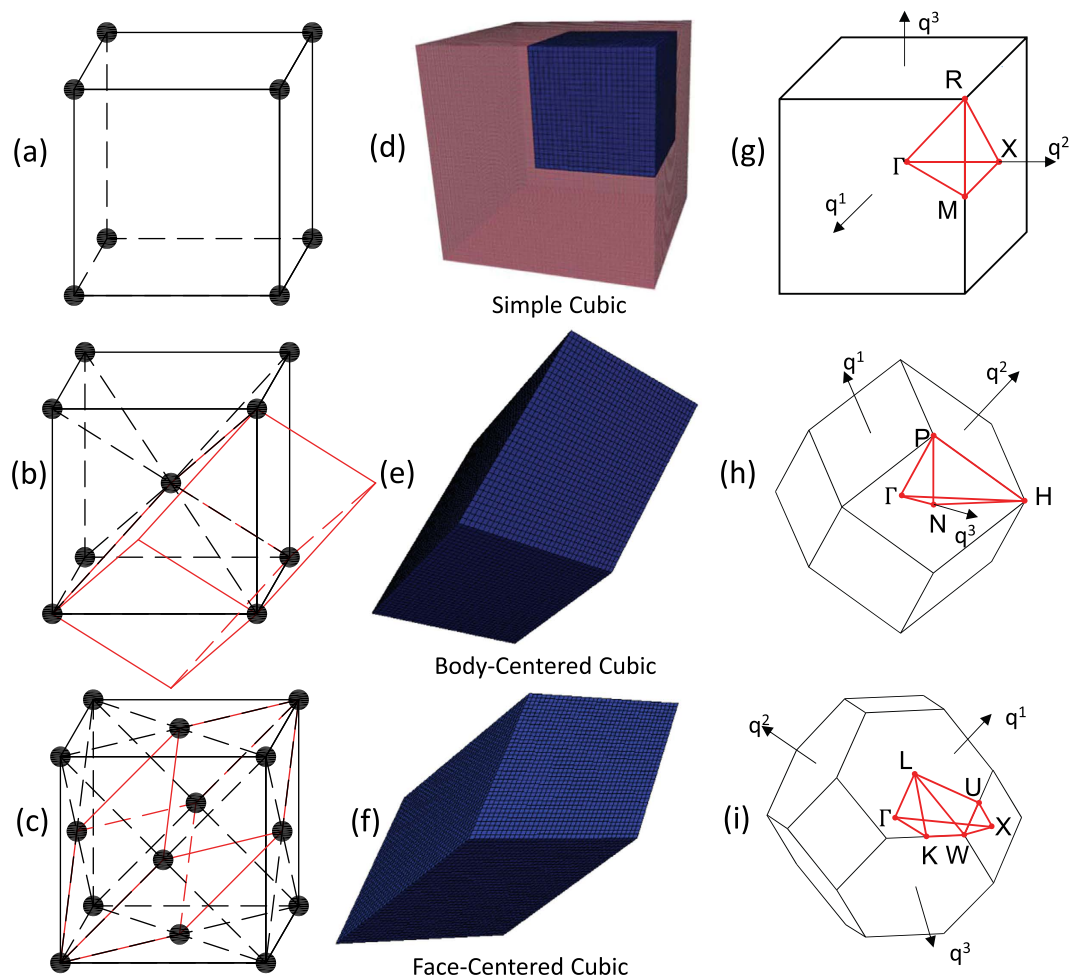 (a)
(d)
Simple Cubic
(g)
q3
R
Γ
X
q2
q1
M
(b)
(e)
Body-Centered Cubic
(h)
q1
q2
P
Γ
N
H
q3
(c)
(f)
Face-Centered Cubic
(i)
q2
q1
L
U
Γ
X
K
W
q3